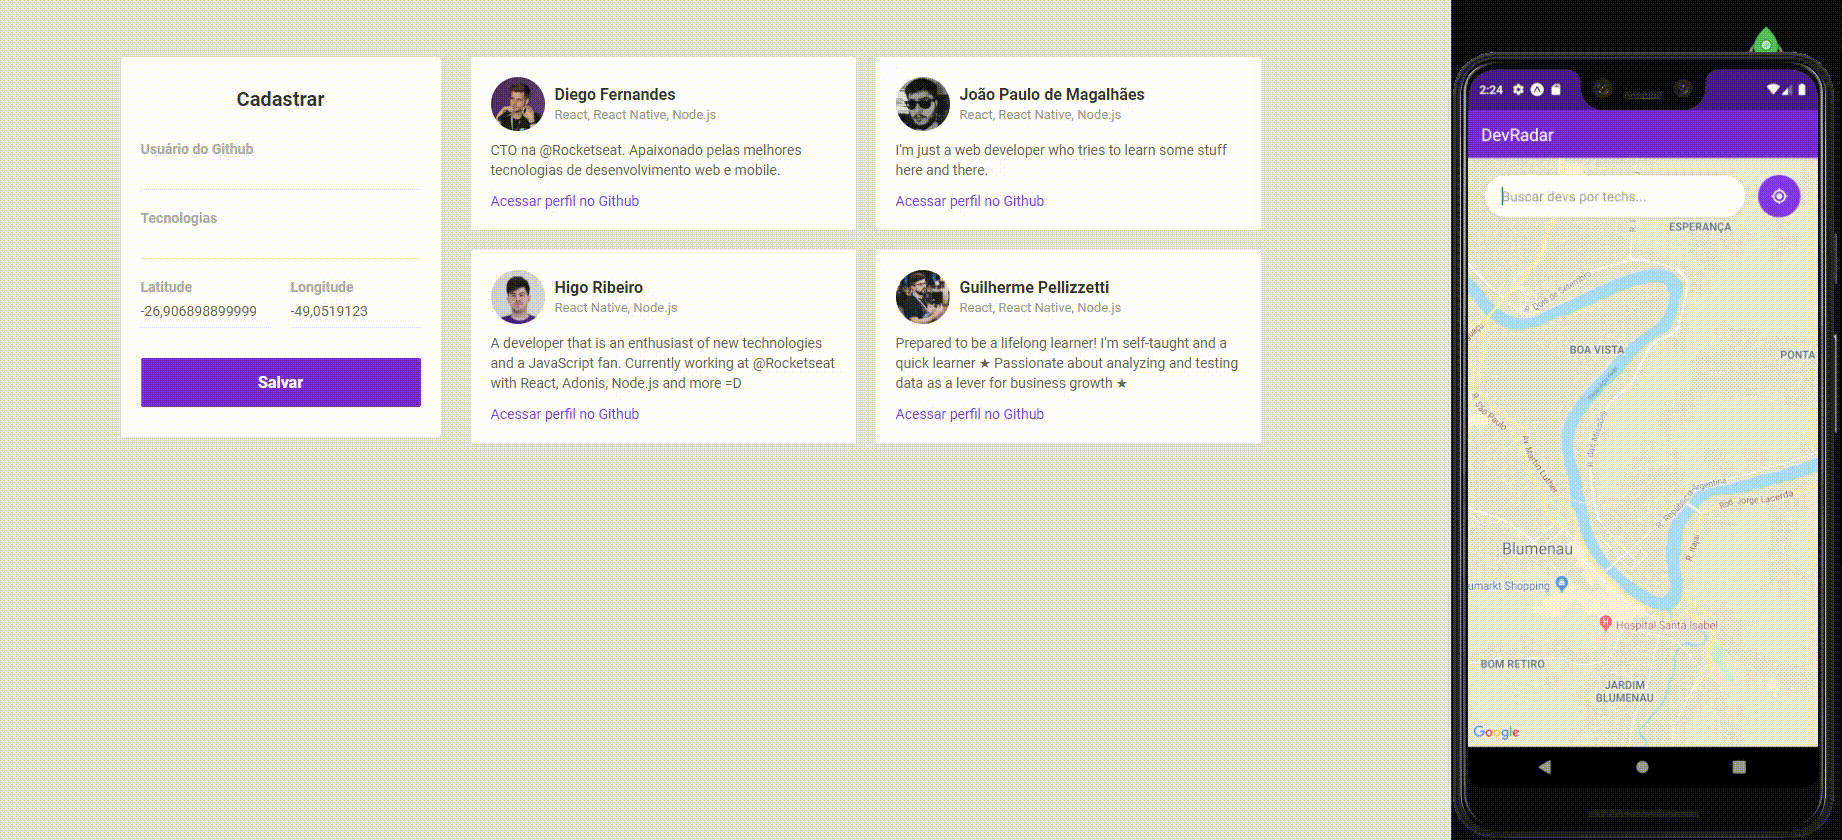 Cadastrar
Usuário do Github
Tecnologias
Latitude
Longitude
-26,906898899999
-49,0519123
Salvar
Diego Fernandes
React, React Native, Node.js
CTO na @Rocketseat. Apaixonado pelas melhores
tecnologias de desenvolvimento web e mobile.
Acessar perfil no Github
João Paulo de Magalhães
React, React Native, Node.js
I'm just a web developer who tries to learn some stuff
here and there.
Acessar perfil no Github
Higo Ribeiro
React Native, Node.js
A developer that is an enthusiast of new technologies
and a JavaScript fan. Currently working at @Rocketseat
with React, Adonis, Node.js and more =D
Acessar perfil no Github
Guilherme Pellizzetti
React, React Native, Node.js
Prepared to be a lifelong learner! I'm self-taught and a
quick learner ★ Passionate about analyzing and testing
data as a lever for business growth ★
Acessar perfil no Github
2:24
DevRadar
Buscar devs por techs...
ESPERANÇA
R. Dois de Setembro
BOA VISTA
PONTA
R. São Paulo
R. das Missões
Av. Martin Luther
R. República Argentina
Rod. Jorge Lacerda
R. Itajaí
Blumenau
umarkt Shopping
H
Hospital Santa Isabel
BOM RETIRO
JARDIM
BLUMENAU
Google